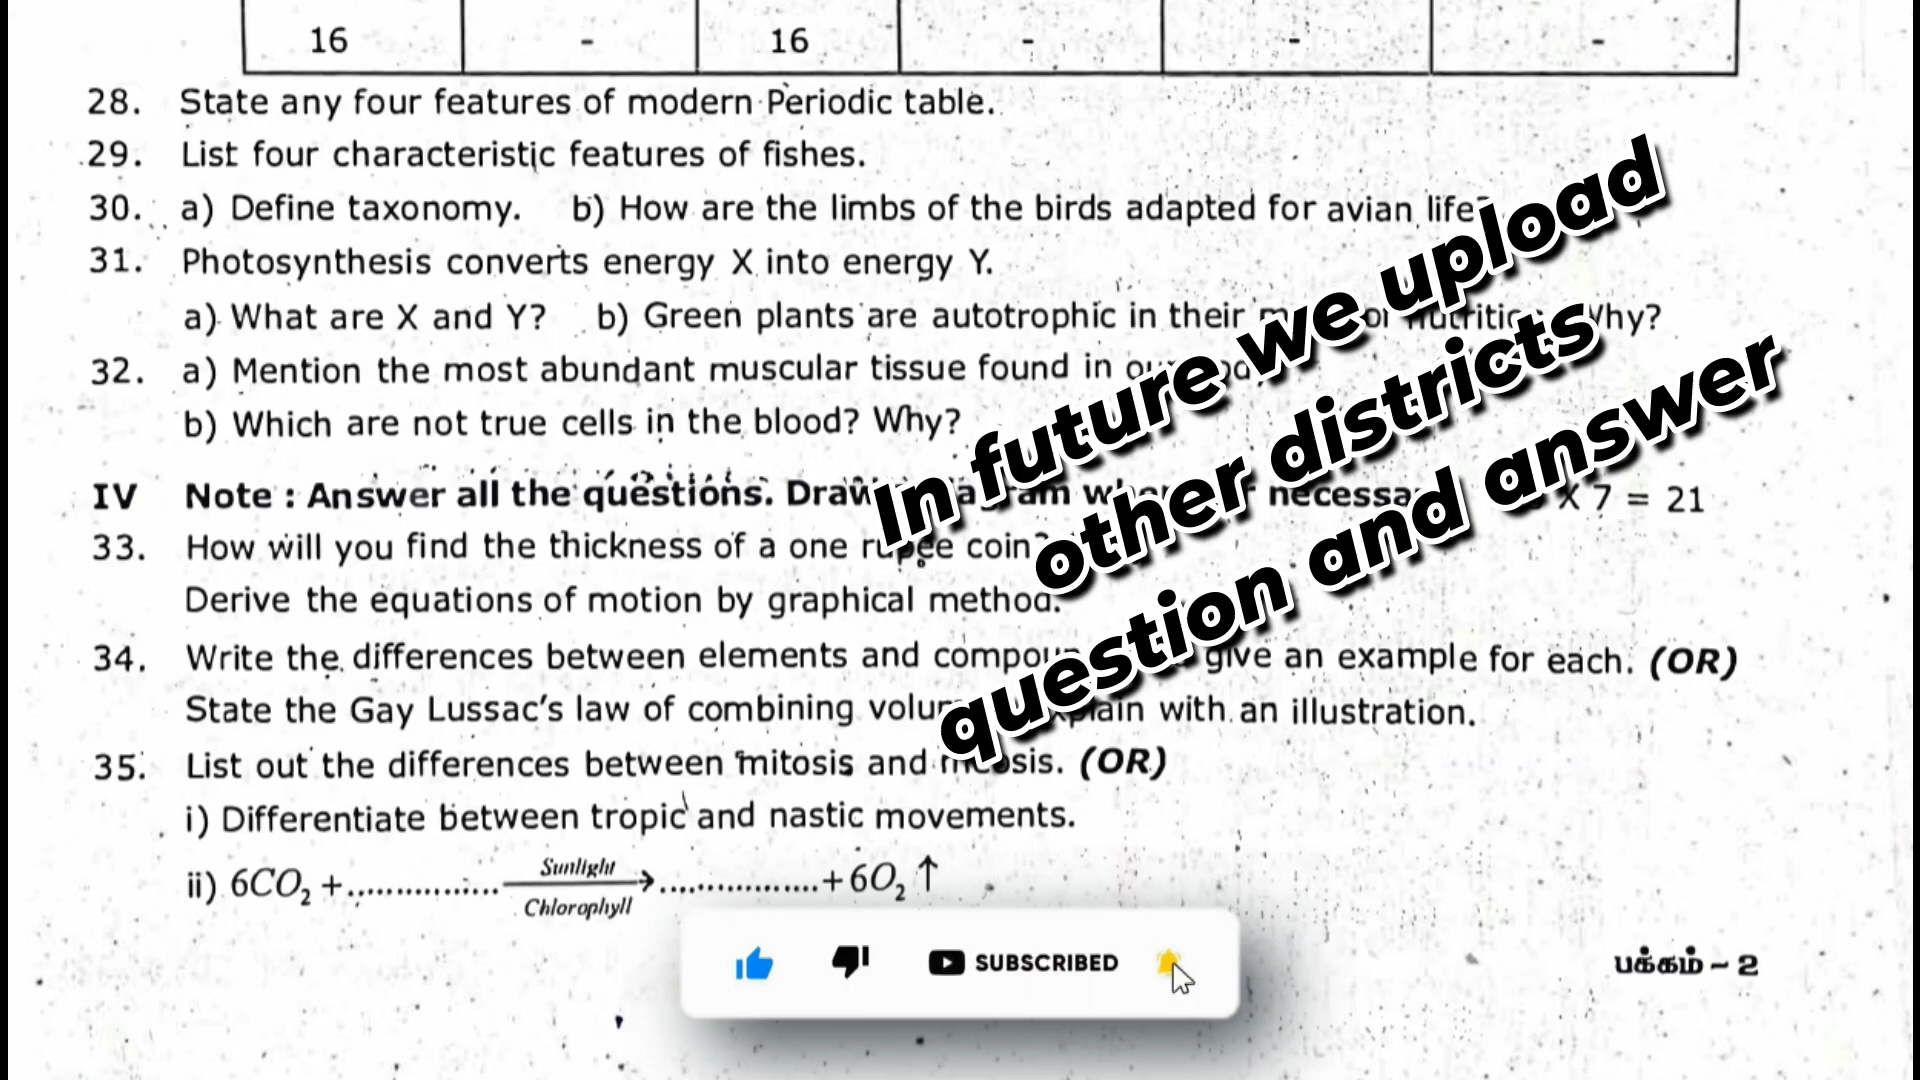 16 - 16 - - -
28. State any four features of modern Periodic table.
29. List four characteristic features of fishes.
30. a) Define taxonomy. b) How are the limbs of the birds adapted for avian life?
31. Photosynthesis converts energy X into energy Y.
a) What are X and Y? b) Green plants are autotrophic in their Why?
32. a) Mention the most abundant muscular tissue found in
b) Which are not true cells in the blood? Why?
IV Note : Answer all the questions. Draw X 7 = 21
33. How will you find the thickness of a one rupee coin?
Derive the equations of motion by graphical method.
34. Write the differences between elements and give an example for each. (OR)
State the Gay Lussac's law of combining with an illustration.
35. List out the differences between mitosis and meiosis. (OR)
i) Differentiate between tropic and nastic movements.
ii) 6CO₂ + ............... Sunlight Chlorophyll → ................ + 6O₂ ↑
In future we upload
other districts
question and answer
SUBSCRIBED
பக்கம் - 2